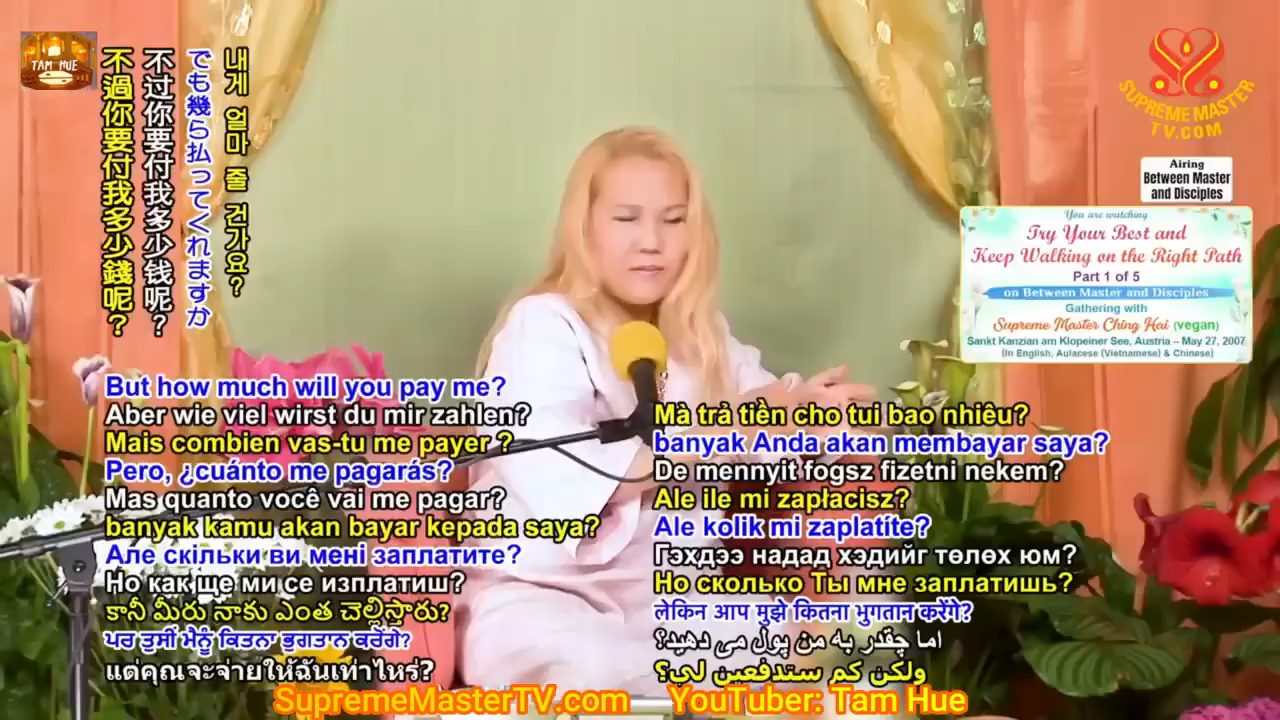 TAM HUE
不過你要付我多少錢呢？
不过你要付我多少钱呢？
でも幾ら払ってくれますか
내게 얼마 줄 건가요?
SUPREME MASTER
TV.COM
Airing
Between Master
and Disciples
You are watching
Try Your Best and
Keep Walking on the Right Path
Part 1 of 5
on Between Master and Disciples
Gathering with
Supreme Master Ching Hai (vegan)
Sankt Kanzian am Klopeiner See, Austria – May 27, 2007
(In English, Aulacese (Vietnamese) & Chinese)
But how much will you pay me?
Aber wie viel wirst du mir zahlen?
Mais combien vas-tu me payer ?
Pero, ¿cuánto me pagarás?
Mas quanto você vai me pagar?
banyak kamu akan bayar kepada saya?
Але скільки ви мені заплатите?
Но как ще ми се изплатиш?
కానీ మీరు నాకు ఎంత చెల్లిస్తారు?
ਪਰ ਤੁਸੀਂ ਮੈਨੂੰ ਕਿਤਨਾ ਭੁਗਤਾਨ ਕਰੋਗੇ?
แต่คุณจะจ่ายให้ฉันเท่าไหร่?
Mà trả tiền cho tui bao nhiêu?
banyak Anda akan membayar saya?
De mennyit fogsz fizetni nekem?
Ale ile mi zapłacisz?
Ale kolik mi zaplatíte?
Гэхдээ надад хэдийг төлөх юм?
Но сколько Ты мне заплатишь?
लेकिन आप मुझे कितना भुगतान करेंगे?
اما چقدر به من پول می دهید؟
ولكن كم ستدفعين لي؟
SupremeMasterTV.com YouTuber: Tam Hue